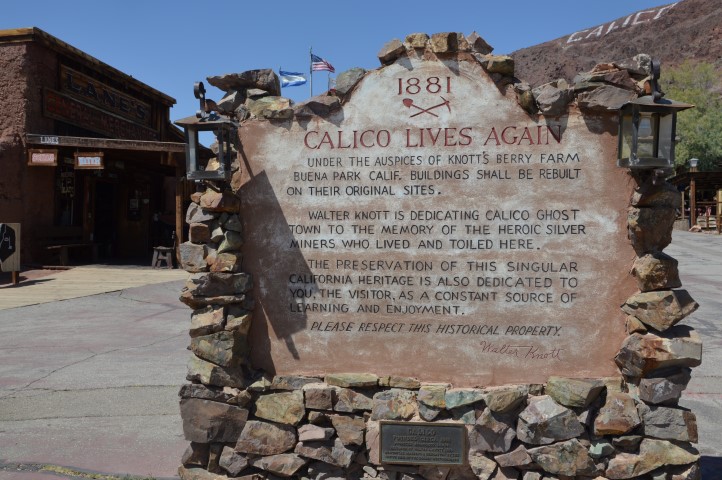 CALICO
LANE'S
1881
CALICO LIVES AGAIN
UNDER THE AUSPICES OF KNOTT'S BERRY FARM
BUENA PARK CALIF. BUILDINGS SHALL BE REBUILT
ON THEIR ORIGINAL SITES.
WALTER KNOTT IS DEDICATING CALICO GHOST
TOWN TO THE MEMORY OF THE HEROIC SILVER
MINERS WHO LIVED AND TOILED HERE.
THE PRESERVATION OF THIS SINGULAR
CALIFORNIA HERITAGE IS ALSO DEDICATED TO
YOU, THE VISITOR, AS A CONSTANT SOURCE OF
LEARNING AND ENJOYMENT.
PLEASE RESPECT THIS HISTORICAL PROPERTY.
Walter Knott
CALICO